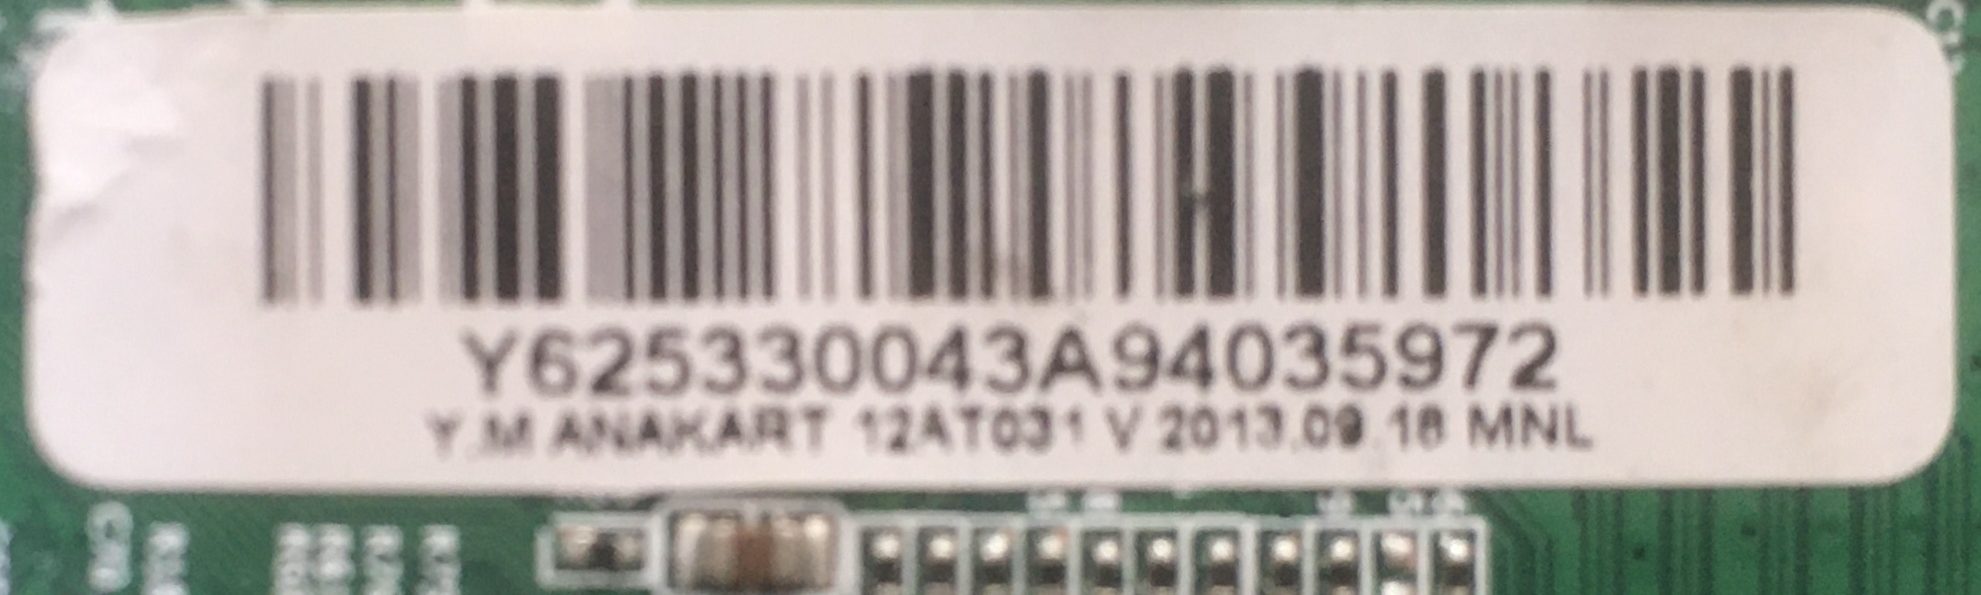 Y625330043A94035972
Y.M ANAKART 12AT031 V 2013.09.18 MNL